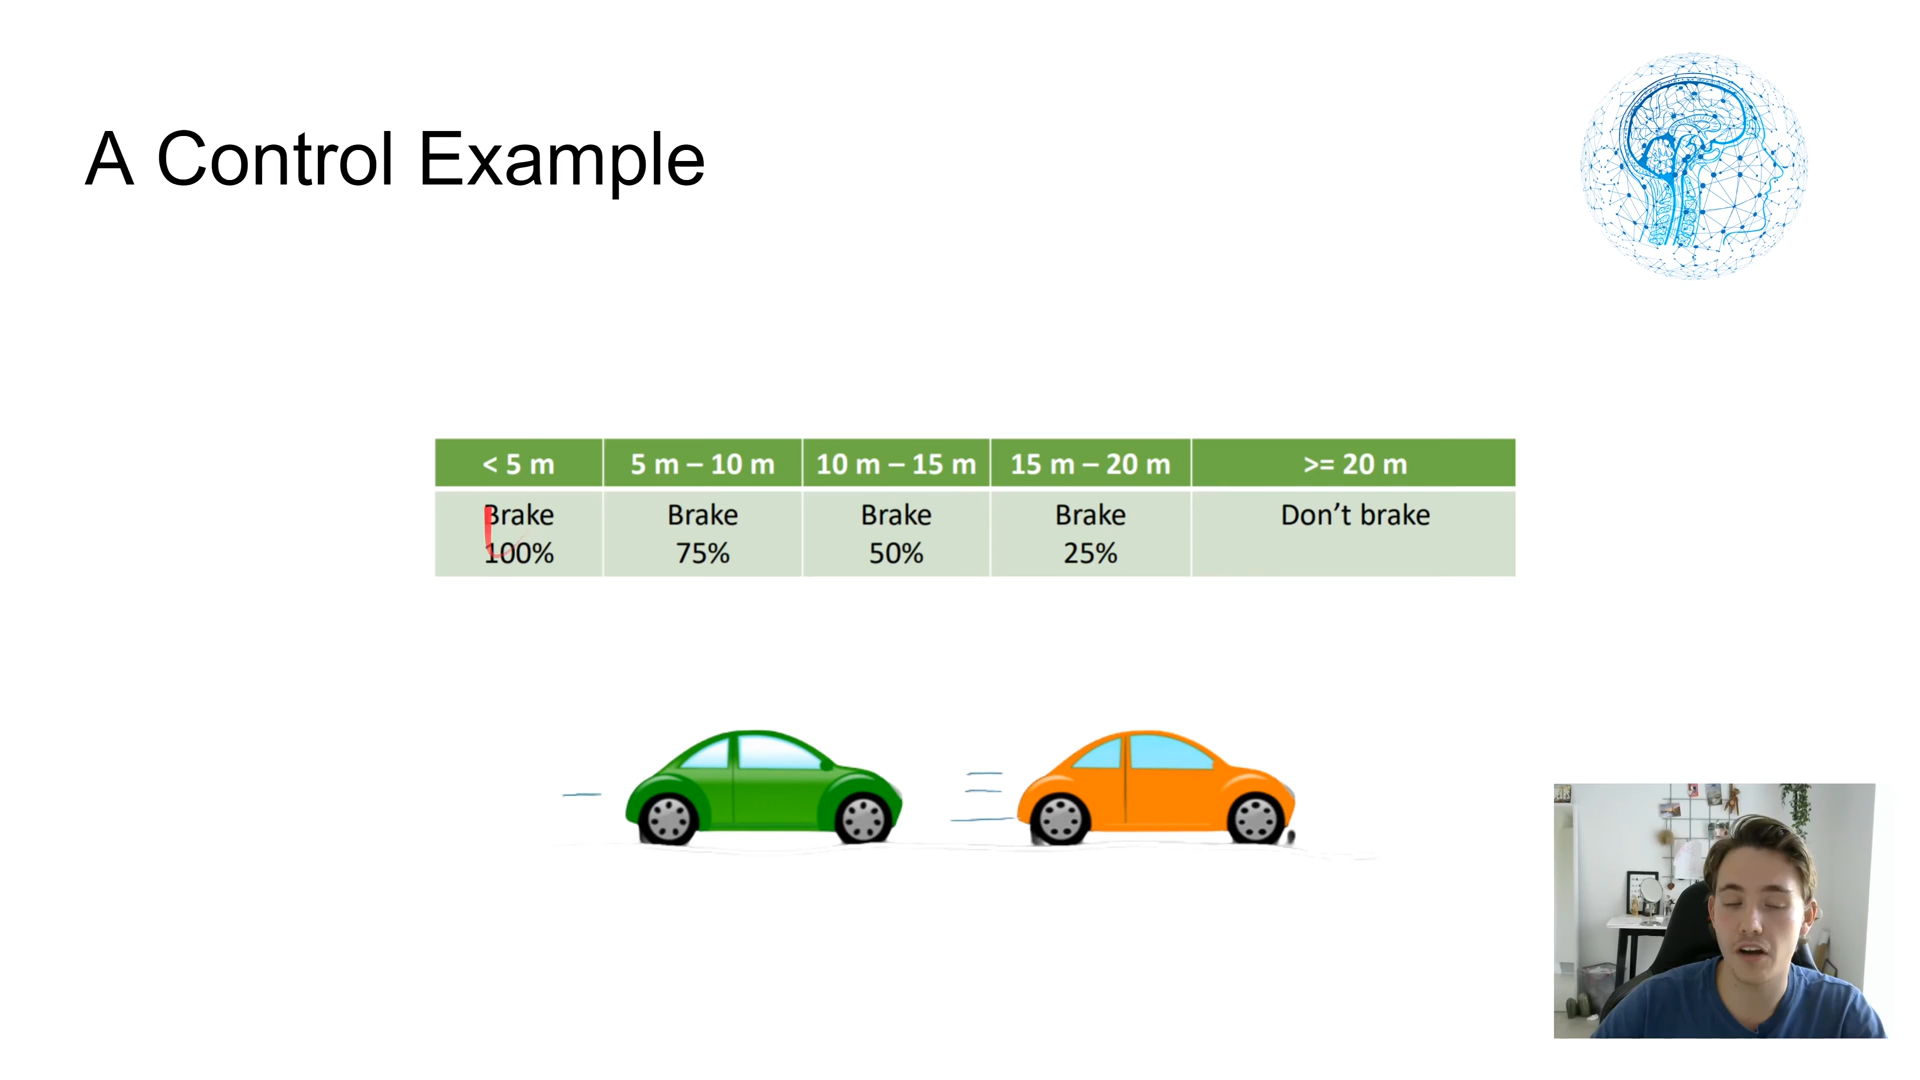 A Control Example
< 5 m 5 m – 10 m 10 m – 15 m 15 m – 20 m >= 20 m
Brake Brake Brake Brake Don’t brake
100% 75% 50% 25%